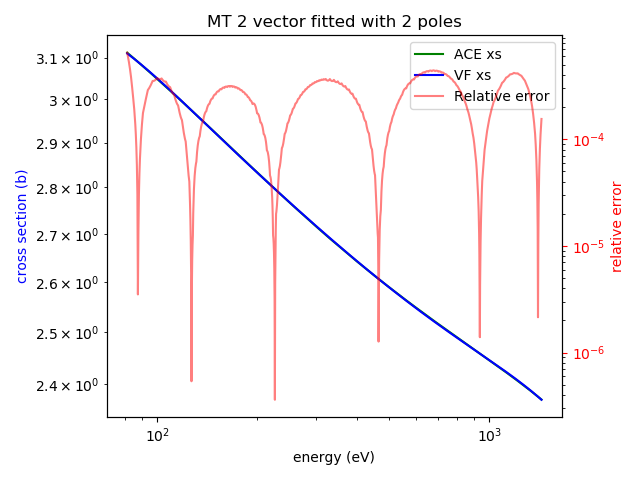 MT 2 vector fitted with 2 poles
ACE xs
VF xs
Relative error
3.1 × 10⁰
3 × 10⁰
2.9 × 10⁰
2.8 × 10⁰
2.7 × 10⁰
2.6 × 10⁰
2.5 × 10⁰
2.4 × 10⁰
cross section (b)
10⁻⁴
10⁻⁵
10⁻⁶
relative error
10²
10³
energy (eV)